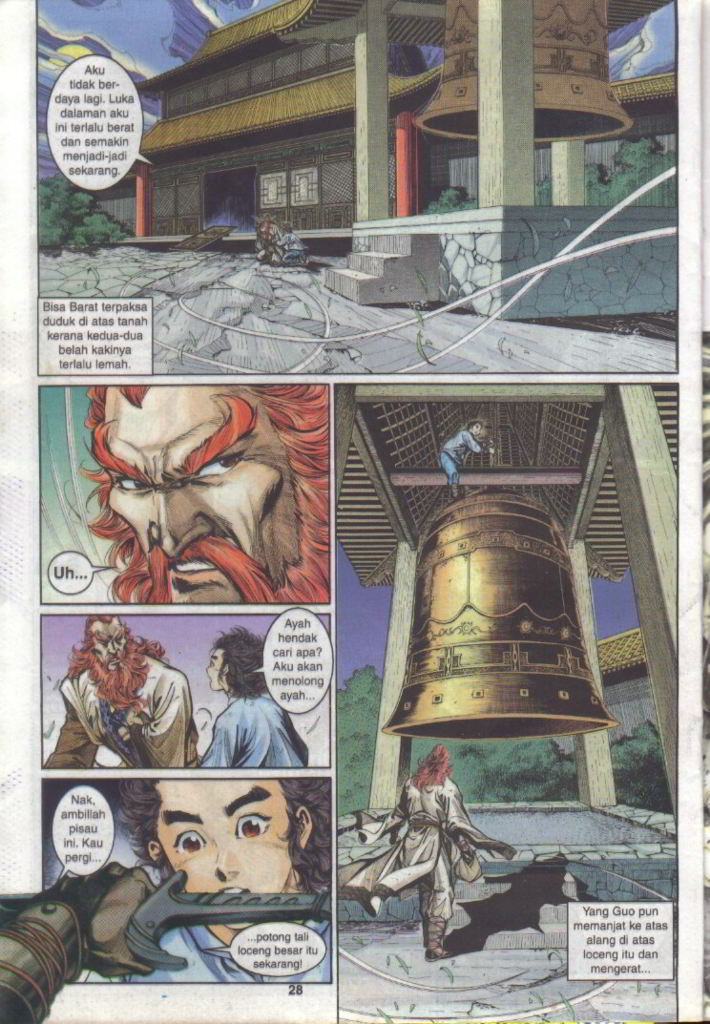 Aku
tidak ber-
daya lagi. Luka
dalaman aku
ini terlalu berat
dan semakin
menjadi-jadi
sekarang.
Bisa Barat terpaksa
duduk di atas tanah
kerana kedua-dua
belah kakinya
terlalu lemah.
Uh...
Ayah
hendak
cari apa?
Aku akan
menolong
ayah...
Nak,
ambillah
pisau
ini. Kau
pergi...
...potong tali
loceng besar itu
sekarang!
Yang Guo pun
memanjat ke atas
alang di atas
loceng itu dan
mengerat...
28